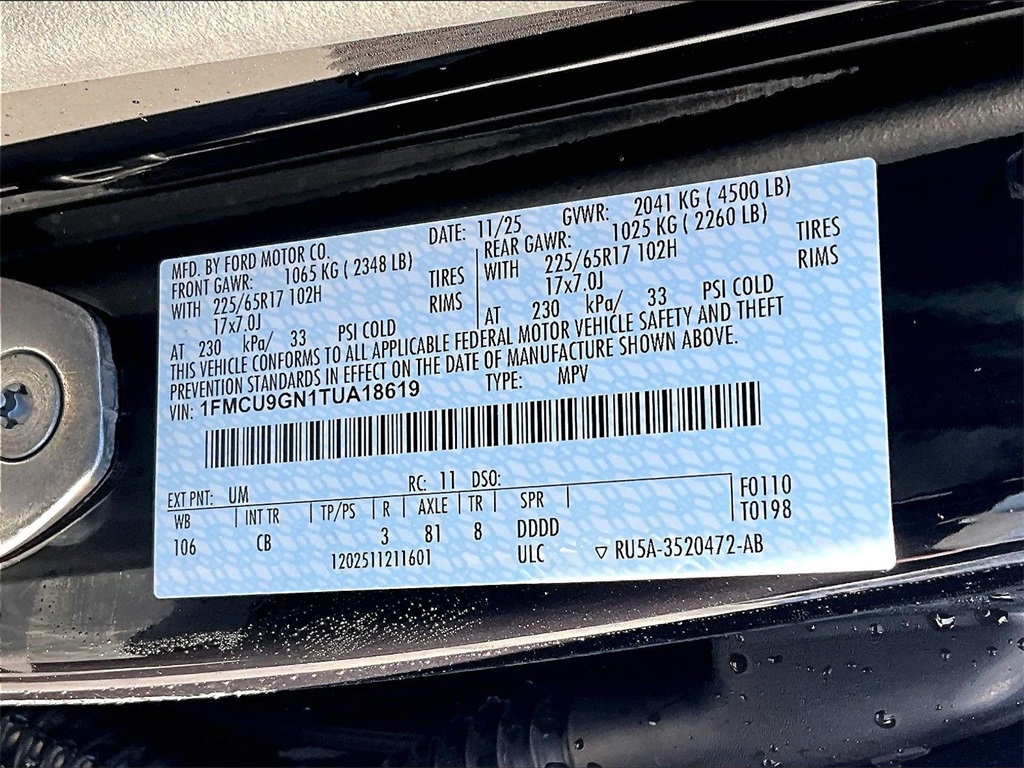 MFD. BY FORD MOTOR CO. DATE: 11/25 GVWR: 2041 KG ( 4500 LB)
FRONT GAWR: 1065 KG ( 2348 LB) REAR GAWR: 1025 KG ( 2260 LB)
WITH 225/65R17 102H TIRES WITH 225/65R17 102H TIRES
17x7.0J RIMS 17x7.0J RIMS
AT 230 kPa/ 33 PSI COLD AT 230 kPa/ 33 PSI COLD
THIS VEHICLE CONFORMS TO ALL APPLICABLE FEDERAL MOTOR VEHICLE SAFETY AND THEFT
PREVENTION STANDARDS IN EFFECT ON THE DATE OF MANUFACTURE SHOWN ABOVE.
VIN: 1FMCU9GN1TUA18619 TYPE: MPV
EXT PNT: UM RC: 11 DSO: F0110
WB INT TR TP/PS R AXLE TR SPR T0198
106 CB 3 81 8 DDDD
1202511211601 ULC ▽ RU5A-3520472-AB